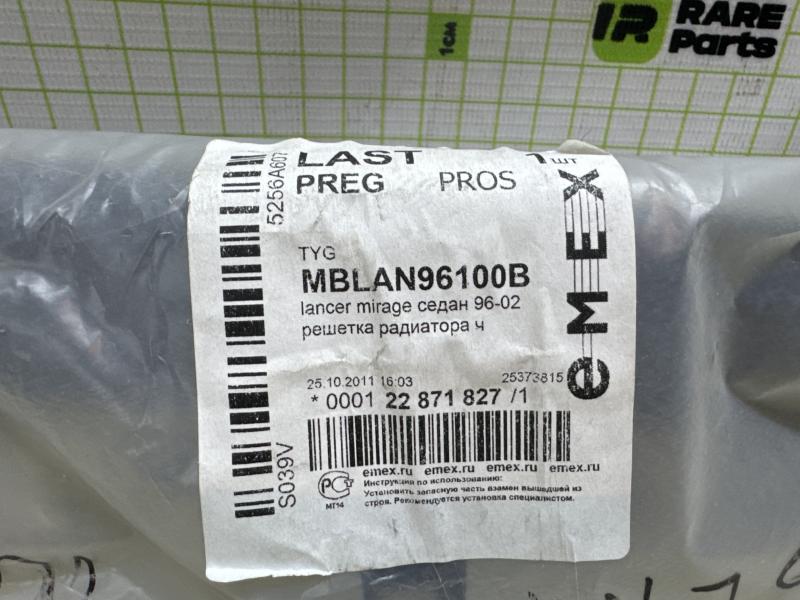 1см
RARE
Parts
LAST 1 шт
PREG PROS
5256A607
TYG
MBLAN96100B
lancer mirage седан 96-02
решетка радиатора ч
emex
25.10.2011 16:03 25373815
* 0001 22 871 827 /1
S039V
emex.ru emex.ru emex.ru emex.ru
Инструкция по использованию:
Установить запасную часть взамен вышедшей из
строя. Рекомендуется установка специалистом.
РСТ
МП14